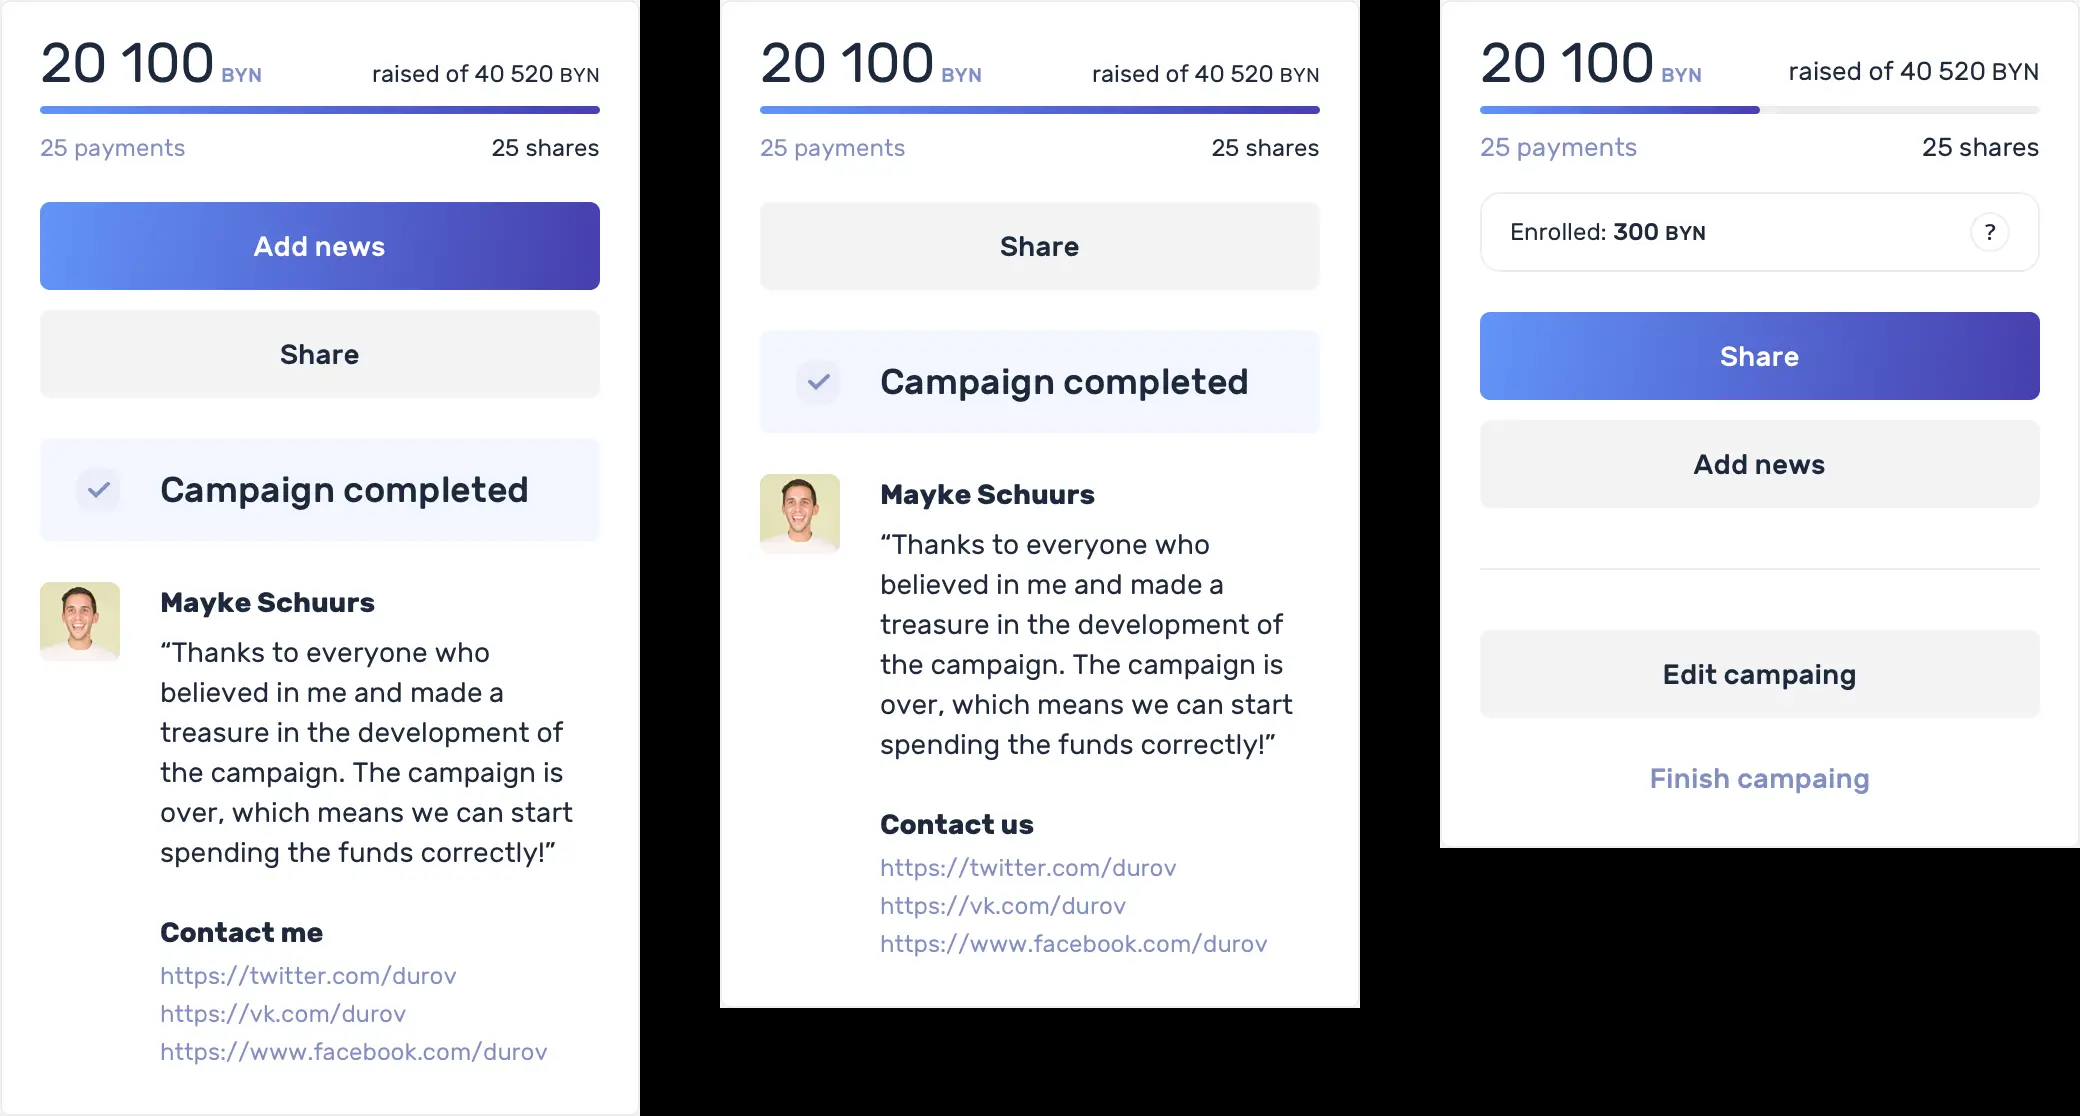 20 100 BYN raised of 40 520 BYN
25 payments 25 shares
Add news
Share
Campaign completed
Mayke Schuurs
“Thanks to everyone who
believed in me and made a
treasure in the development of
the campaign. The campaign is
over, which means we can start
spending the funds correctly!”
Contact me
https://twitter.com/durov
https://vk.com/durov
https://www.facebook.com/durov
20 100 BYN raised of 40 520 BYN
25 payments 25 shares
Share
Campaign completed
Mayke Schuurs
“Thanks to everyone who
believed in me and made a
treasure in the development of
the campaign. The campaign is
over, which means we can start
spending the funds correctly!”
Contact us
https://twitter.com/durov
https://vk.com/durov
https://www.facebook.com/durov
20 100 BYN raised of 40 520 BYN
25 payments 25 shares
Enrolled: 300 BYN ?
Share
Add news
Edit campaing
Finish campaing